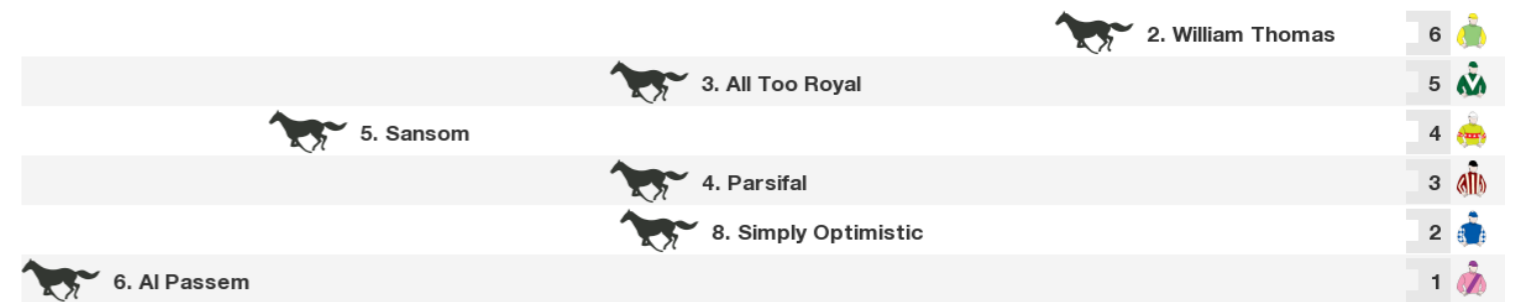 2. William Thomas 6
3. All Too Royal 5
5. Sansom 4
4. Parsifal 3
8. Simply Optimistic 2
6. Al Passem 1